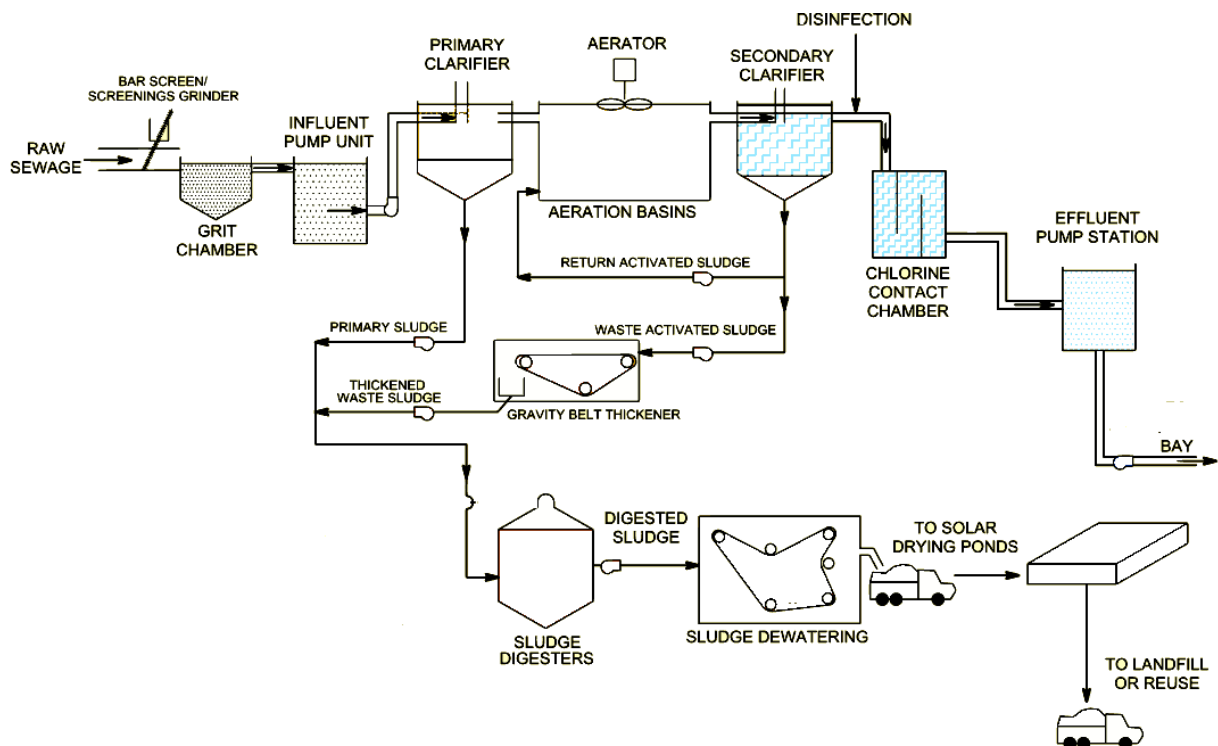 DISINFECTION
PRIMARY
CLARIFIER
AERATOR
SECONDARY
CLARIFIER
BAR SCREEN/
SCREENINGS GRINDER
INFLUENT
PUMP UNIT
RAW
SEWAGE
GRIT
CHAMBER
AERATION BASINS
EFFLUENT
PUMP STATION
RETURN ACTIVATED SLUDGE
CHLORINE
CONTACT
CHAMBER
PRIMARY SLUDGE
WASTE ACTIVATED SLUDGE
THICKENED
WASTE SLUDGE
GRAVITY BELT THICKENER
BAY
DIGESTED
SLUDGE
TO SOLAR
DRYING PONDS
SLUDGE
DIGESTERS
SLUDGE DEWATERING
TO LANDFILL
OR REUSE